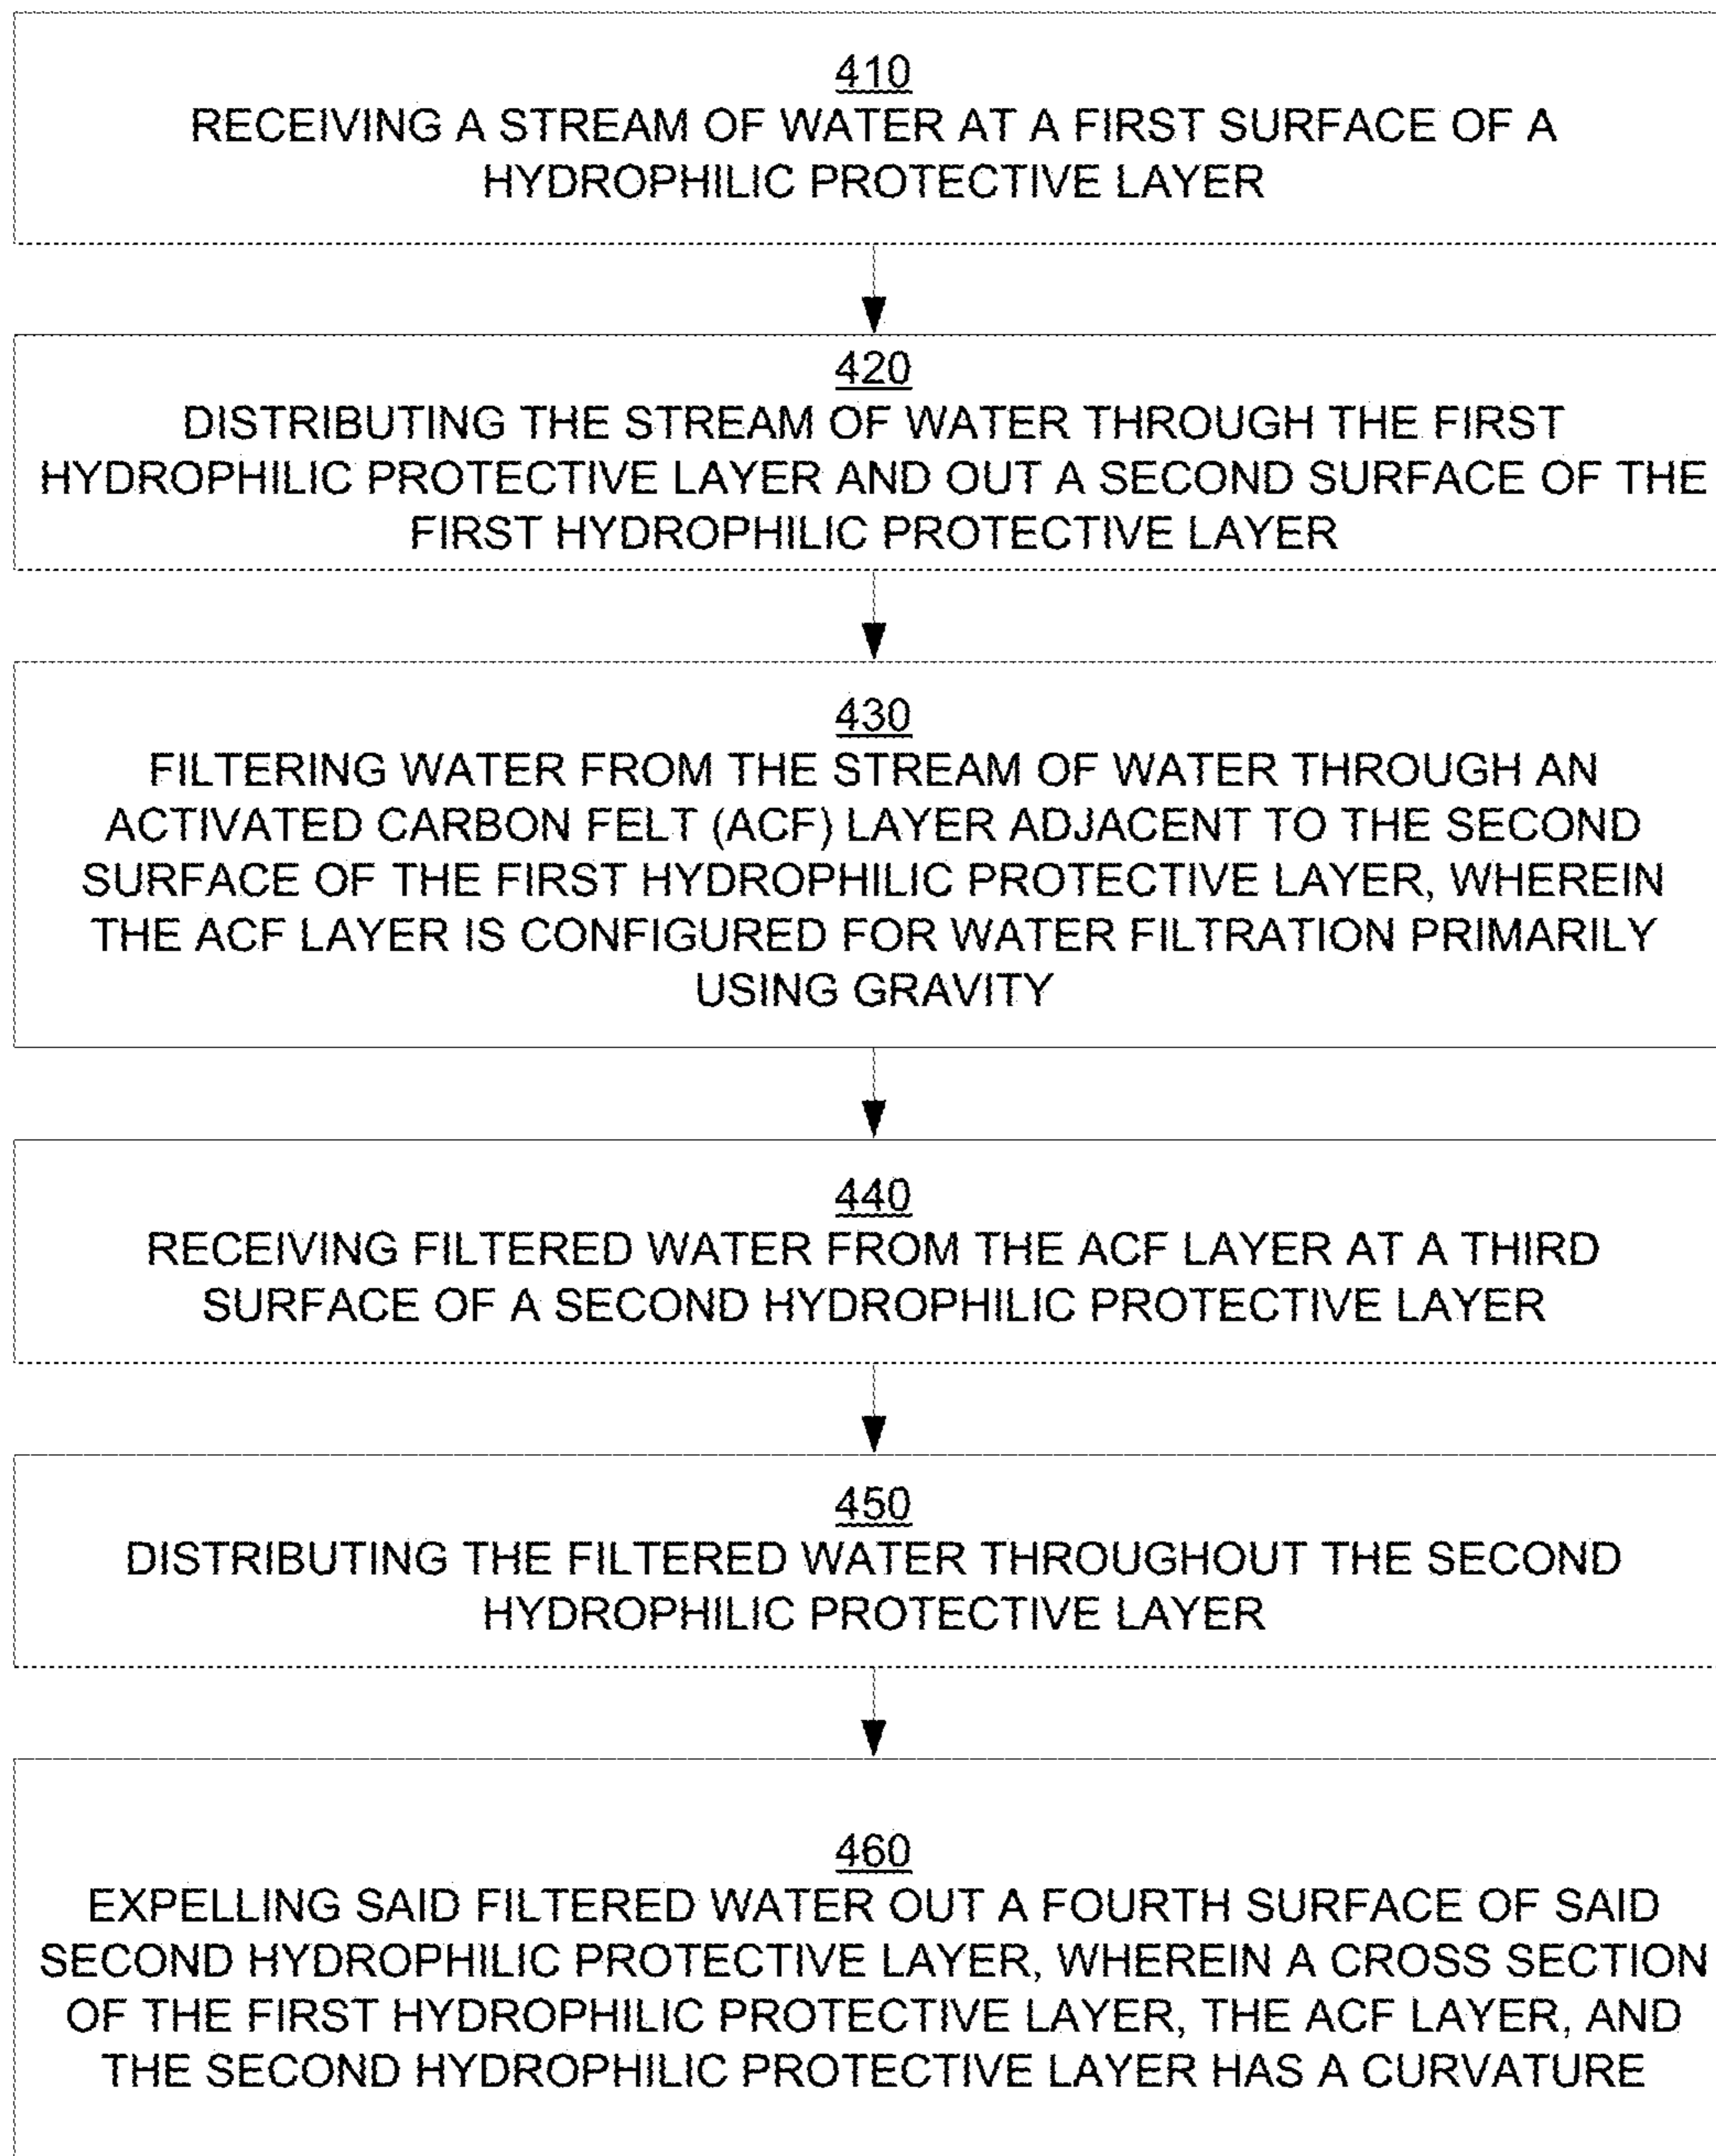 410
RECEIVING A STREAM OF WATER AT A FIRST SURFACE OF A
HYDROPHILIC PROTECTIVE LAYER
420
DISTRIBUTING THE STREAM OF WATER THROUGH THE FIRST
HYDROPHILIC PROTECTIVE LAYER AND OUT A SECOND SURFACE OF THE
FIRST HYDROPHILIC PROTECTIVE LAYER
430
FILTERING WATER FROM THE STREAM OF WATER THROUGH AN
ACTIVATED CARBON FELT (ACF) LAYER ADJACENT TO THE SECOND
SURFACE OF THE FIRST HYDROPHILIC PROTECTIVE LAYER, WHEREIN
THE ACF LAYER IS CONFIGURED FOR WATER FILTRATION PRIMARILY
USING GRAVITY
440
RECEIVING FILTERED WATER FROM THE ACF LAYER AT A THIRD
SURFACE OF A SECOND HYDROPHILIC PROTECTIVE LAYER
450
DISTRIBUTING THE FILTERED WATER THROUGHOUT THE SECOND
HYDROPHILIC PROTECTIVE LAYER
460
EXPELLING SAID FILTERED WATER OUT A FOURTH SURFACE OF SAID
SECOND HYDROPHILIC PROTECTIVE LAYER, WHEREIN A CROSS SECTION
OF THE FIRST HYDROPHILIC PROTECTIVE LAYER, THE ACF LAYER, AND
THE SECOND HYDROPHILIC PROTECTIVE LAYER HAS A CURVATURE